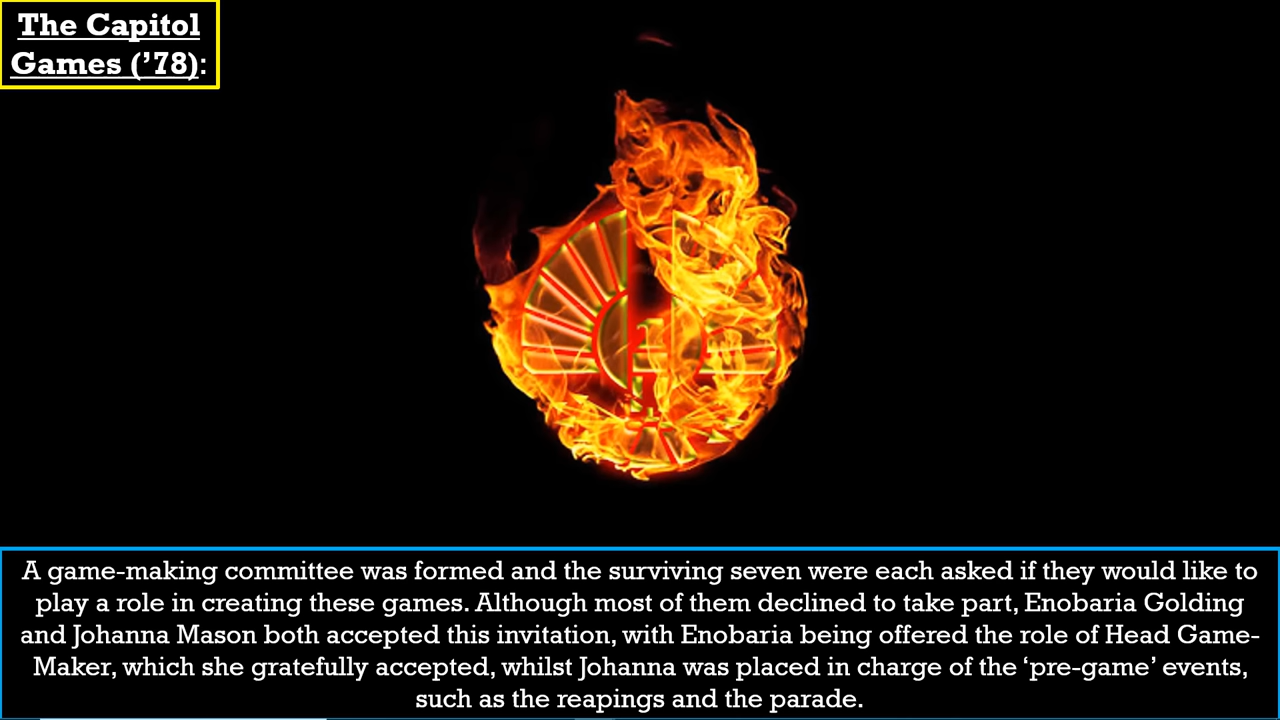 The Capitol
Games (’78):
A game-making committee was formed and the surviving seven were each asked if they would like to
play a role in creating these games. Although most of them declined to take part, Enobaria Golding
and Johanna Mason both accepted this invitation, with Enobaria being offered the role of Head Game-
Maker, which she gratefully accepted, whilst Johanna was placed in charge of the ‘pre-game’ events,
such as the reapings and the parade.